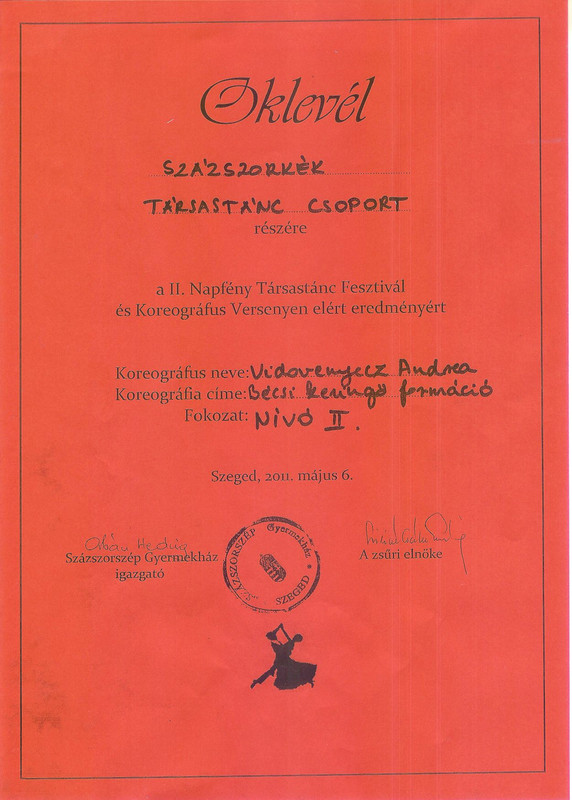 Oklevél
SZÁZSZORKÉK
TÁRSASTÁNC CSOPORT
részére
a II. Napfény Társastánc Fesztivál
és Koreográfus Versenyen elért eredményért
Koreográfus neve: Vidovenyecz Andrea
Koreográfia címe: Bécsi keringő formáció
Fokozat: NÍVÓ II.
Szeged, 2011. május 6.
Százszorszép Gyermekház
igazgató
SZÁZSZORSZÉP Gyermekház
SZEGED
A zsűri elnöke